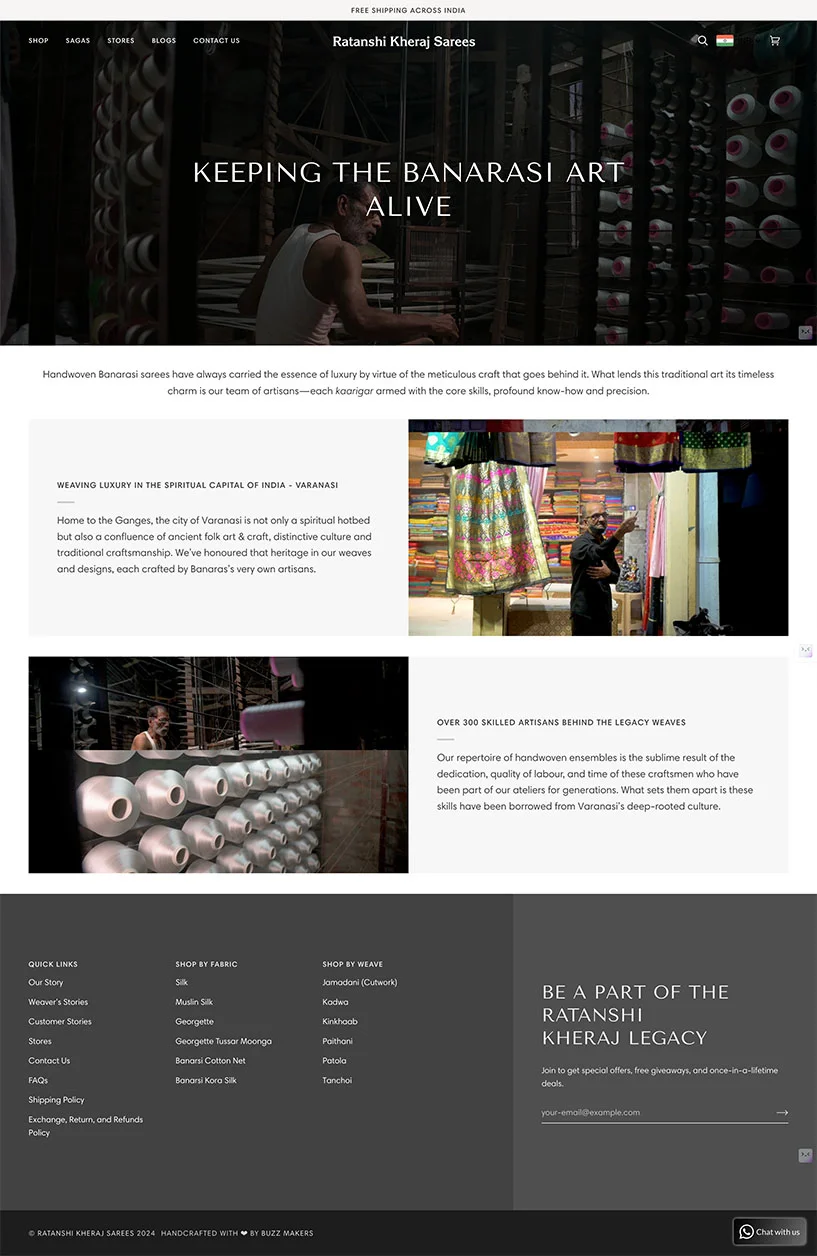 FREE SHIPPING ACROSS INDIA
SHOP SAGAS STORES BLOGS CONTACT US
Ratanshi Kheraj Sarees
KEEPING THE BANARASI ART
ALIVE
Handwoven Banarasi sarees have always carried the essence of luxury by virtue of the meticulous craft that goes behind it. What lends this traditional art its timeless
charm is our team of artisans—each kaarigar armed with the core skills, profound know-how and precision.
WEAVING LUXURY IN THE SPIRITUAL CAPITAL OF INDIA - VARANASI
Home to the Ganges, the city of Varanasi is not only a spiritual hotbed
but also a confluence of ancient folk art & craft, distinctive culture and
traditional craftsmanship. We've honoured that heritage in our weaves
and designs, each crafted by Banaras's very own artisans.
OVER 300 SKILLED ARTISANS BEHIND THE LEGACY WEAVES
Our repertoire of handwoven ensembles is the sublime result of the
dedication, quality of labour, and time of these craftsmen who have
been part of our ateliers for generations. What sets them apart is these
skills have been borrowed from Varanasi's deep-rooted culture.
QUICK LINKS
Our Story
Weaver's Stories
Customer Stories
Stores
Contact Us
FAQs
Shipping Policy
Exchange, Return, and Refunds
Policy
SHOP BY FABRIC
Silk
Muslin Silk
Georgette
Georgette Tussar Moonga
Banarsi Cotton Net
Banarsi Kora Silk
SHOP BY WEAVE
Jamadani (Cutwork)
Kadwa
Kinkhaab
Paithani
Patola
Tanchoi
BE A PART OF THE
RATANSHI
KHERAJ LEGACY
Join to get special offers, free giveaways, and once-in-a-lifetime
deals.
your-email@example.com
© RATANSHI KHERAJ SAREES 2024 HANDCRAFTED WITH ❤ BY BUZZ MAKERS
Chat with us